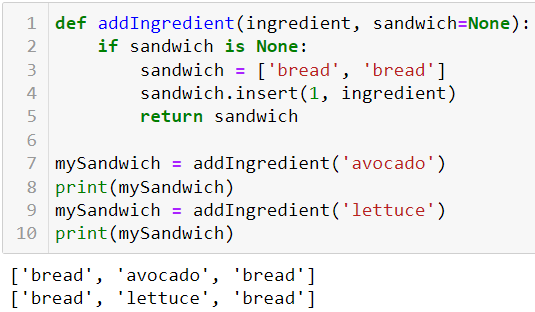 1 def addIngredient(ingredient, sandwich=None):
2     if sandwich is None:
3         sandwich = ['bread', 'bread']
4         sandwich.insert(1, ingredient)
5         return sandwich
6
7 mySandwich = addIngredient('avocado')
8 print(mySandwich)
9 mySandwich = addIngredient('lettuce')
10 print(mySandwich)
['bread', 'avocado', 'bread']
['bread', 'lettuce', 'bread']